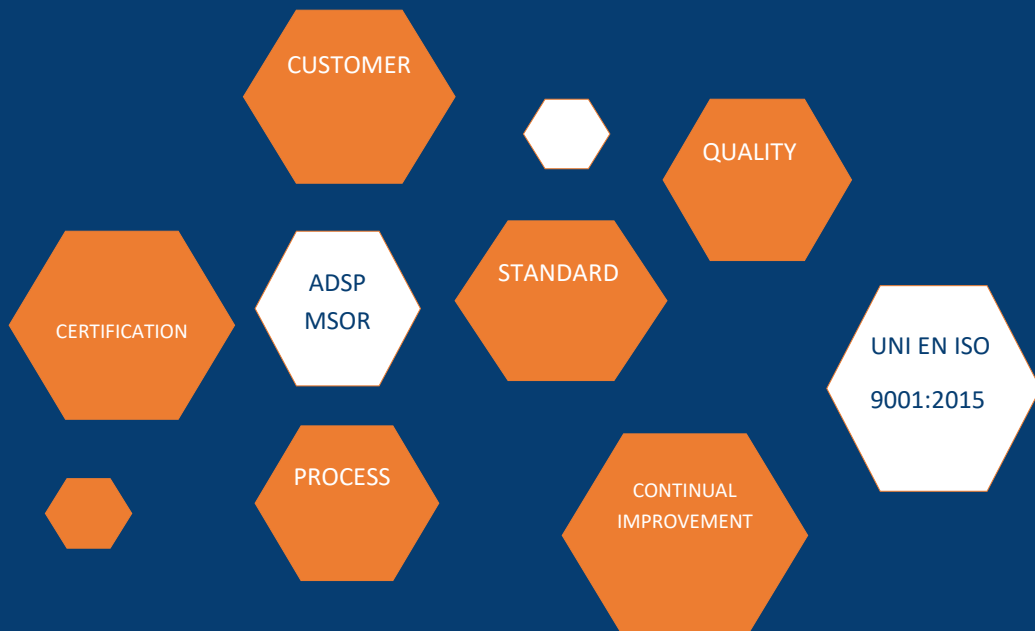 CUSTOMER
QUALITY
STANDARD
ADSP
MSOR
CERTIFICATION
UNI EN ISO
9001:2015
PROCESS
CONTINUAL
IMPROVEMENT